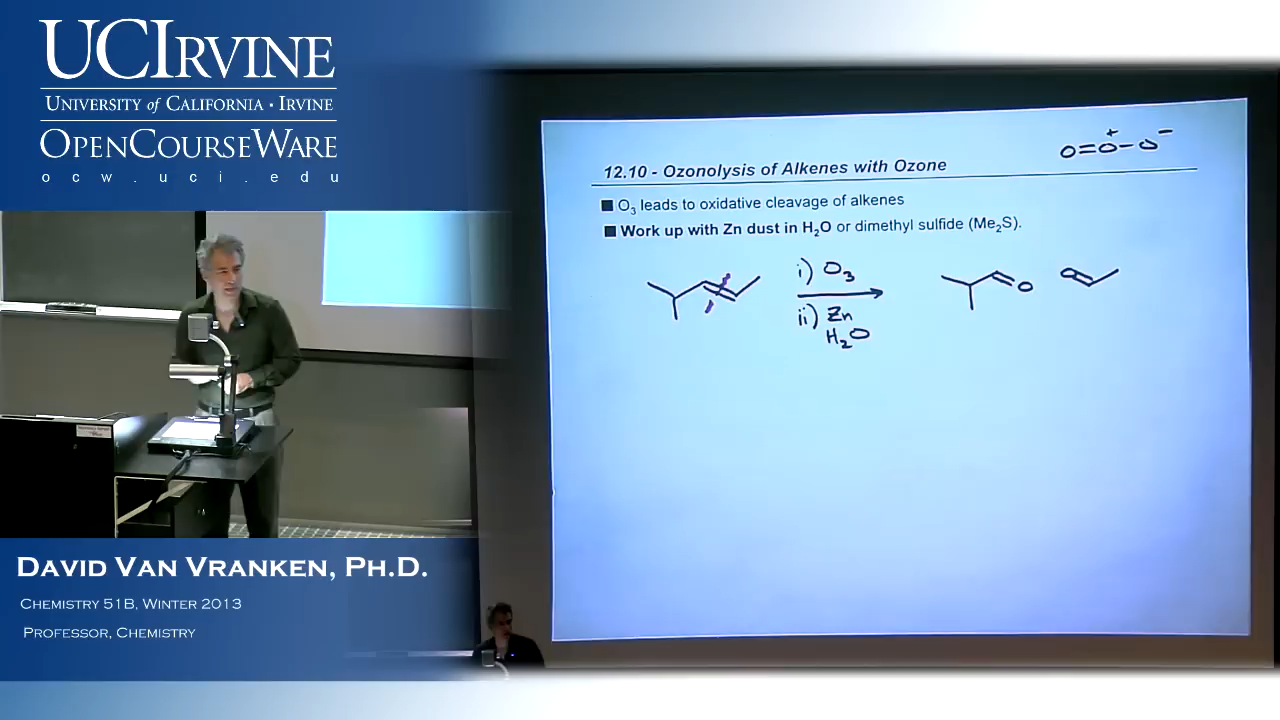 UCIRVINE
UNIVERSITY of CALIFORNIA · IRVINE
OPENCOURSEWARE
ocw.uci.edu
12.10 - Ozonolysis of Alkenes with Ozone
O=O⁺–O⁻
■ O₃ leads to oxidative cleavage of alkenes
■ Work up with Zn dust in H₂O or dimethyl sulfide (Me₂S).
i) O₃
ii) Zn
H₂O
O
O
DAVID VAN VRANKEN, PH.D.
CHEMISTRY 51B, WINTER 2013
PROFESSOR, CHEMISTRY